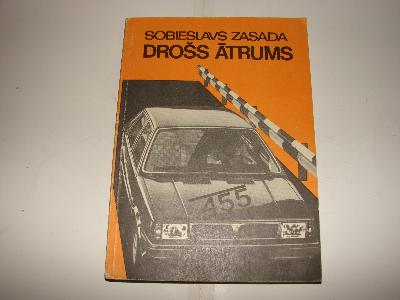 SOBIESLAVS ZASADA
DROŠS ĀTRUMS
455